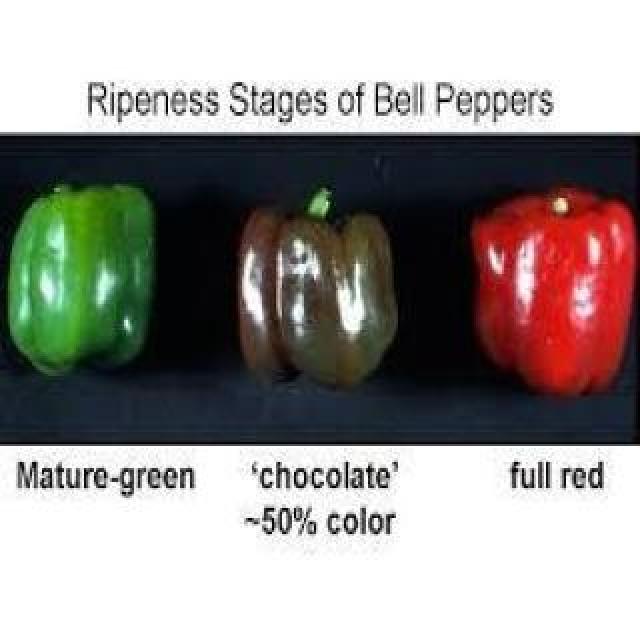 Ripeness Stages of Bell Peppers
Mature-green
‘chocolate’
full red
~50% color